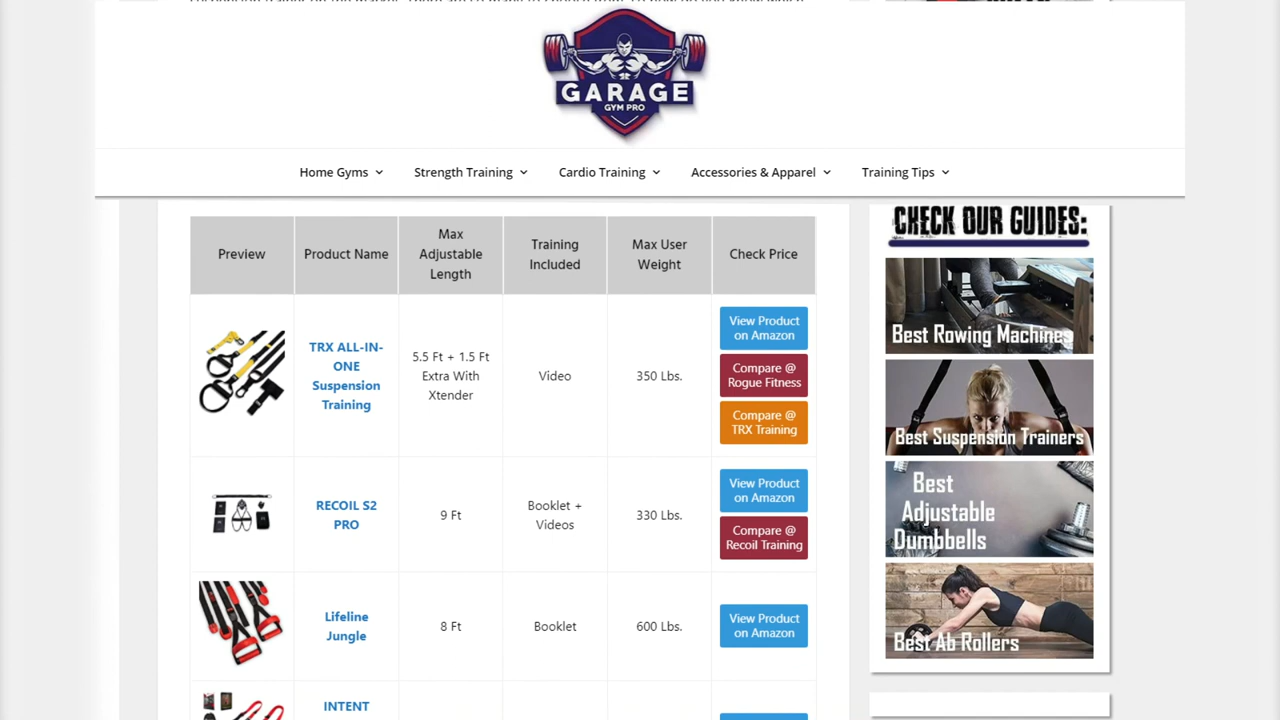 GARAGE
GYM PRO
Home Gyms
Strength Training
Cardio Training
Accessories & Apparel
Training Tips
Preview
Product Name
Max
Adjustable
Length
Training
Included
Max User
Weight
Check Price
TRX ALL-IN-
ONE
Suspension
Training
5.5 Ft + 1.5 Ft
Extra With
Xtender
Video
350 Lbs.
View Product
on Amazon
Compare @
Rogue Fitness
Compare @
TRX Training
RECOIL S2
PRO
9 Ft
Booklet +
Videos
330 Lbs.
View Product
on Amazon
Compare @
Recoil Training
Lifeline
Jungle
8 Ft
Booklet
600 Lbs.
View Product
on Amazon
INTENT
CHECK OUR GUIDES:
Best Rowing Machines
Best Suspension Trainers
Best
Adjustable
Dumbbells
Best Ab Rollers